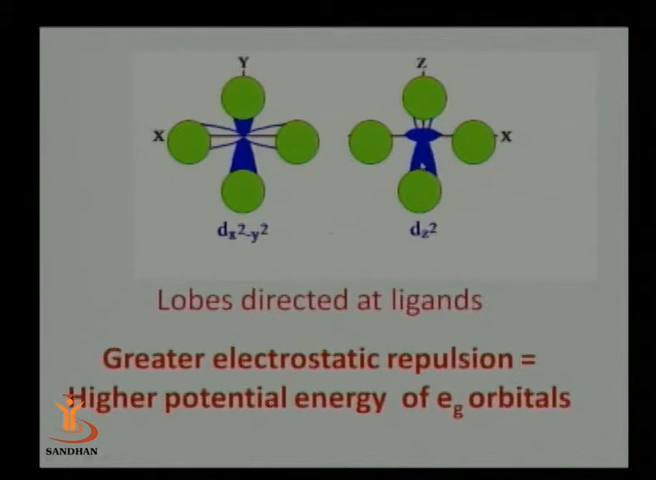 Y
Z
X
X
dx²-y²
dz²
Lobes directed at ligands
Greater electrostatic repulsion =
Higher potential energy of eg orbitals
SANDHAN